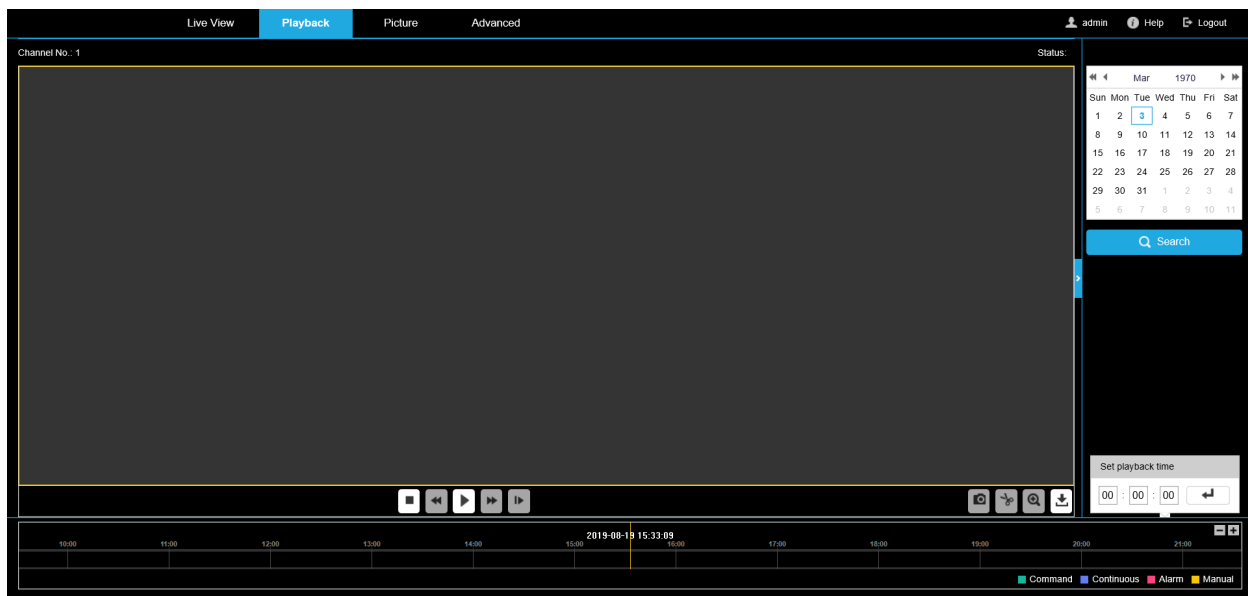 Live View Playback Picture Advanced admin Help Logout
Channel No.: 1 Status:
Mar 1970
Sun Mon Tue Wed Thu Fri Sat
1 2 3 4 5 6 7
8 9 10 11 12 13 14
15 16 17 18 19 20 21
22 23 24 25 26 27 28
29 30 31 1 2 3 4
5 6 7 8 9 10 11
Search
Set playback time
00 : 00 : 00
2019-08-19 15:33:09
10:00 11:00 12:00 13:00 14:00 15:00 16:00 17:00 18:00 19:00 20:00 21:00
Command Continuous Alarm Manual